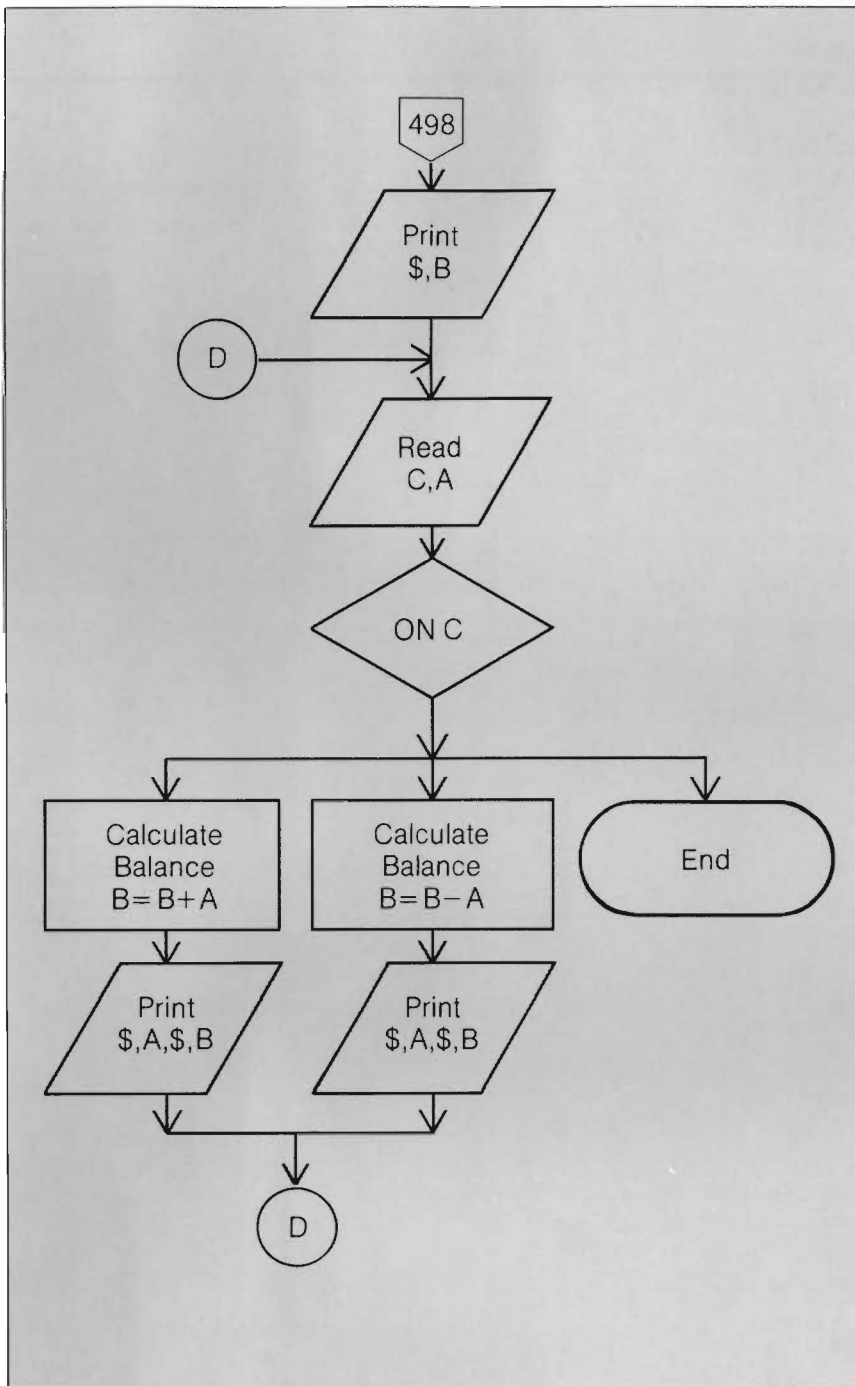 498
Print
$,B
D
Read
C,A
ON C
Calculate
Balance
B=B+A
Calculate
Balance
B=B-A
End
Print
$,A,$,B
Print
$,A,$,B
D